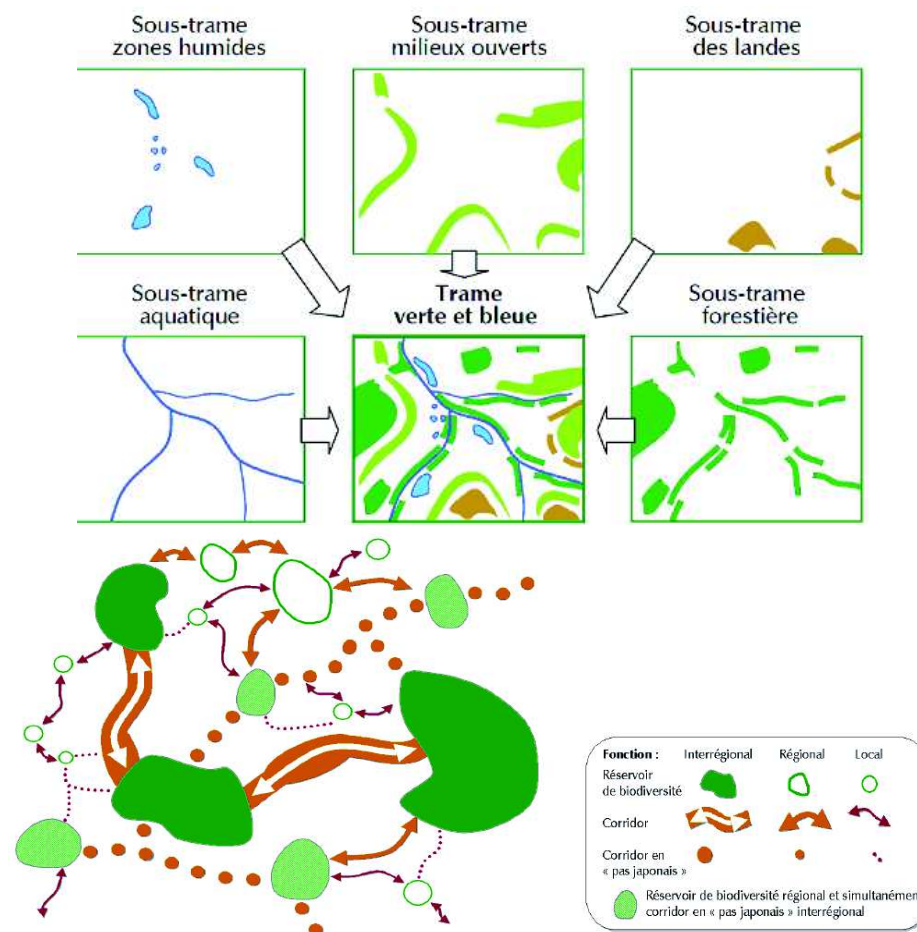 Sous-trame
zones humides
Sous-trame
milieux ouverts
Sous-trame
des landes
Sous-trame
aquatique
Trame
verte et bleue
Sous-trame
forestière
Fonction : Interrégional Régional Local
Réservoir
de biodiversité
Corridor
Corridor en
« pas japonais »
Réservoir de biodiversité régional et simultaném
corridor en « pas japonais » interrégional